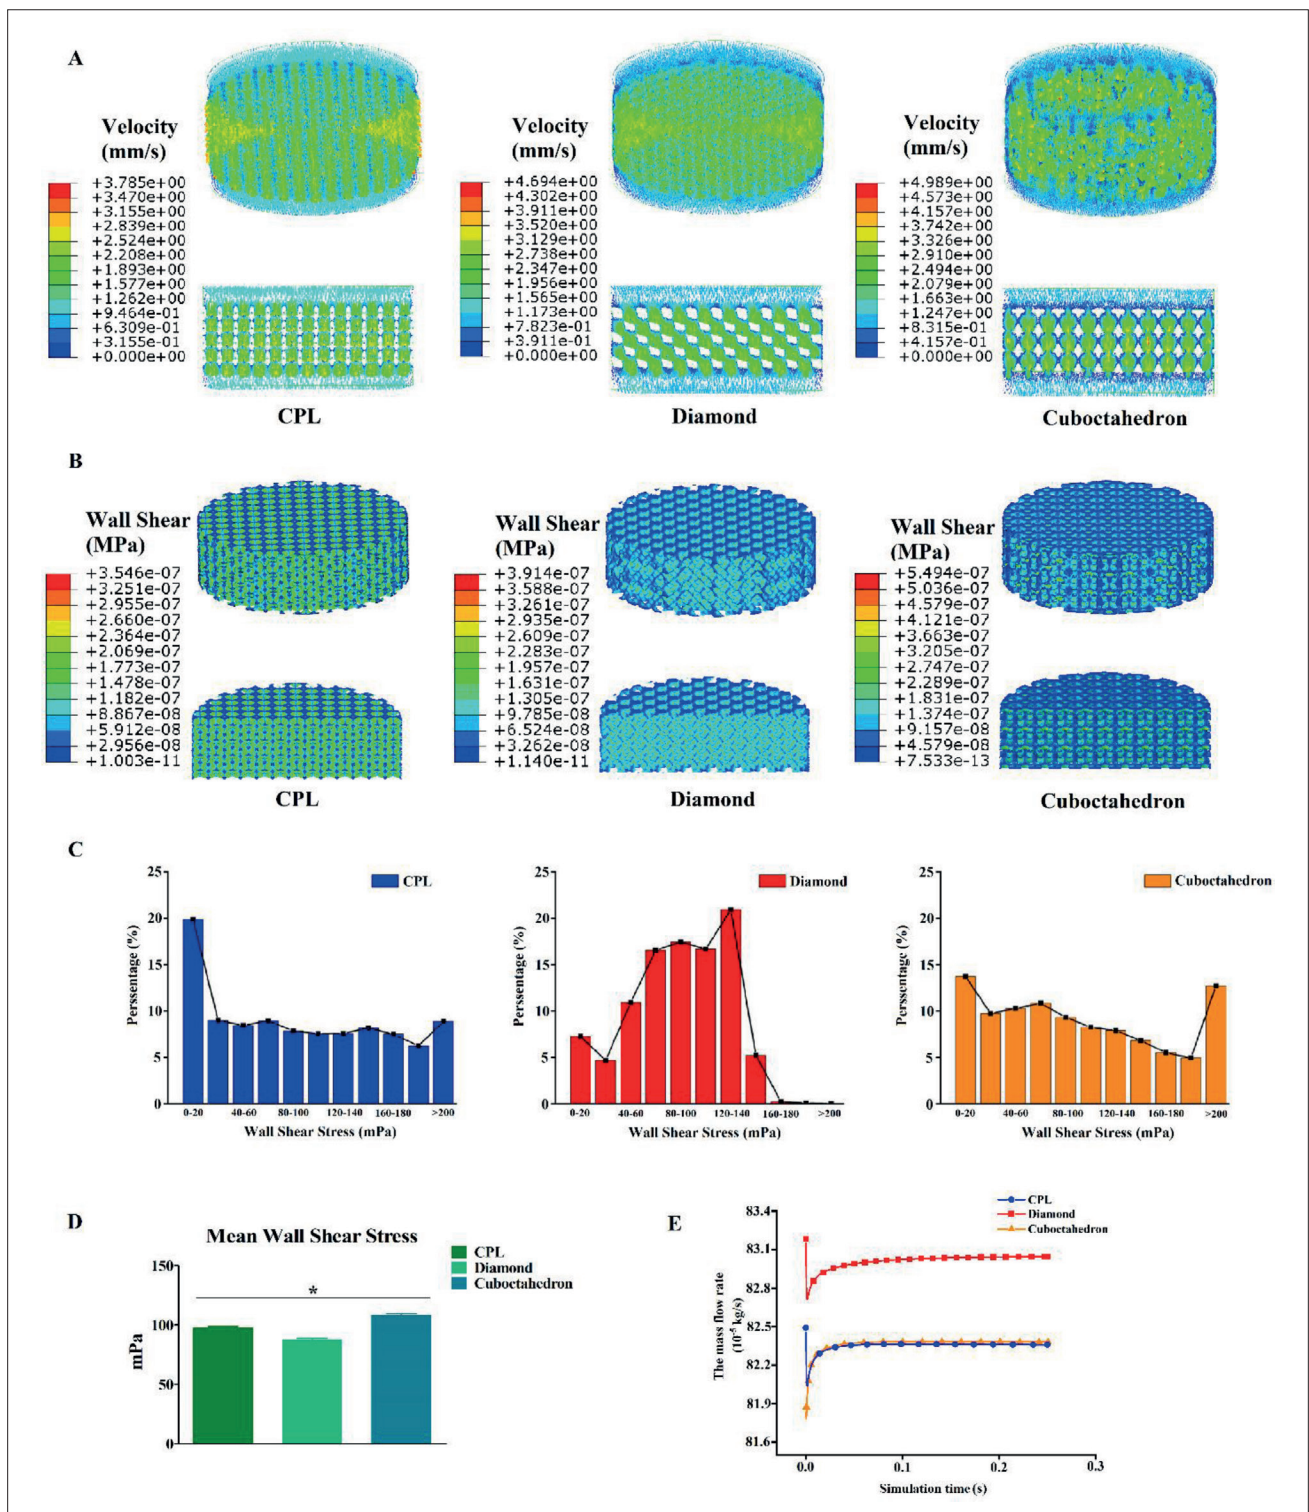 A
Velocity
(mm/s)
+3.785e+00
+3.470e+00
+3.155e+00
+2.839e+00
+2.524e+00
+2.208e+00
+1.893e+00
+1.577e+00
+1.262e+00
+9.464e-01
+6.309e-01
+3.155e-01
+0.000e+00
CPL
Velocity
(mm/s)
+4.694e+00
+4.302e+00
+3.911e+00
+3.520e+00
+3.129e+00
+2.738e+00
+2.347e+00
+1.956e+00
+1.565e+00
+1.173e+00
+7.823e-01
+3.911e-01
+0.000e+00
Diamond
Velocity
(mm/s)
+4.989e+00
+4.573e+00
+4.157e+00
+3.742e+00
+3.326e+00
+2.910e+00
+2.494e+00
+2.079e+00
+1.663e+00
+1.247e+00
+8.315e-01
+4.157e-01
+0.000e+00
Cuboctahedron
B
Wall Shear
(MPa)
+3.546e-07
+3.251e-07
+2.955e-07
+2.660e-07
+2.364e-07
+2.069e-07
+1.773e-07
+1.478e-07
+1.182e-07
+8.867e-08
+5.912e-08
+2.956e-08
+1.003e-11
CPL
Wall Shear
(MPa)
+3.914e-07
+3.588e-07
+3.261e-07
+2.935e-07
+2.609e-07
+2.283e-07
+1.957e-07
+1.631e-07
+1.305e-07
+9.785e-08
+6.524e-08
+3.262e-08
+1.140e-11
Diamond
Wall Shear
(MPa)
+5.494e-07
+5.036e-07
+4.579e-07
+4.121e-07
+3.663e-07
+3.205e-07
+2.747e-07
+2.289e-07
+1.831e-07
+1.374e-07
+9.157e-08
+4.579e-08
+7.533e-13
Cuboctahedron
C
CPL
Perssentage (%)
25
20
15
10
5
0
0-20 40-60 80-100 120-140 160-180 >200
Wall Shear Stress (mPa)
Diamond
Perssentage (%)
25
20
15
10
5
0
0-20 40-60 80-100 120-140 160-180 >200
Wall Shear Stress (mPa)
Cuboctahedron
Perssentage (%)
25
20
15
10
5
0
0-20 40-60 80-100 120-140 160-180 >200
Wall Shear Stress (mPa)
D
Mean Wall Shear Stress
CPL
Diamond
Cuboctahedron
mPa
150
100
50
0
*
E
CPL
Diamond
Cuboctahedron
The mass flow rate
(10⁻⁵ kg/s)
83.4
83.1
82.8
82.5
82.2
81.9
81.6
0.0 0.1 0.2 0.3
Simulation time (s)